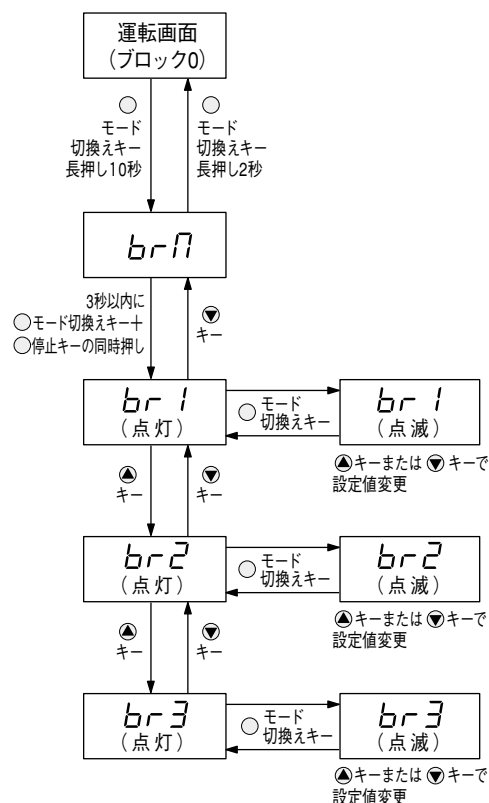 運転画面
（ブロック0）
モード
切換えキー
長押し10秒
モード
切換えキー
長押し2秒
brM
3秒以内に
○モード切換えキー＋
○停止キーの同時押し
▼
キー
br1
（点灯）
モード
切換えキー
br1
（点滅）
▲キーまたは▼キーで
設定値変更
▲
キー
▼
キー
br2
（点灯）
モード
切換えキー
br2
（点滅）
▲キーまたは▼キーで
設定値変更
▲
キー
▼
キー
br3
（点灯）
モード
切換えキー
br3
（点滅）
▲キーまたは▼キーで
設定値変更